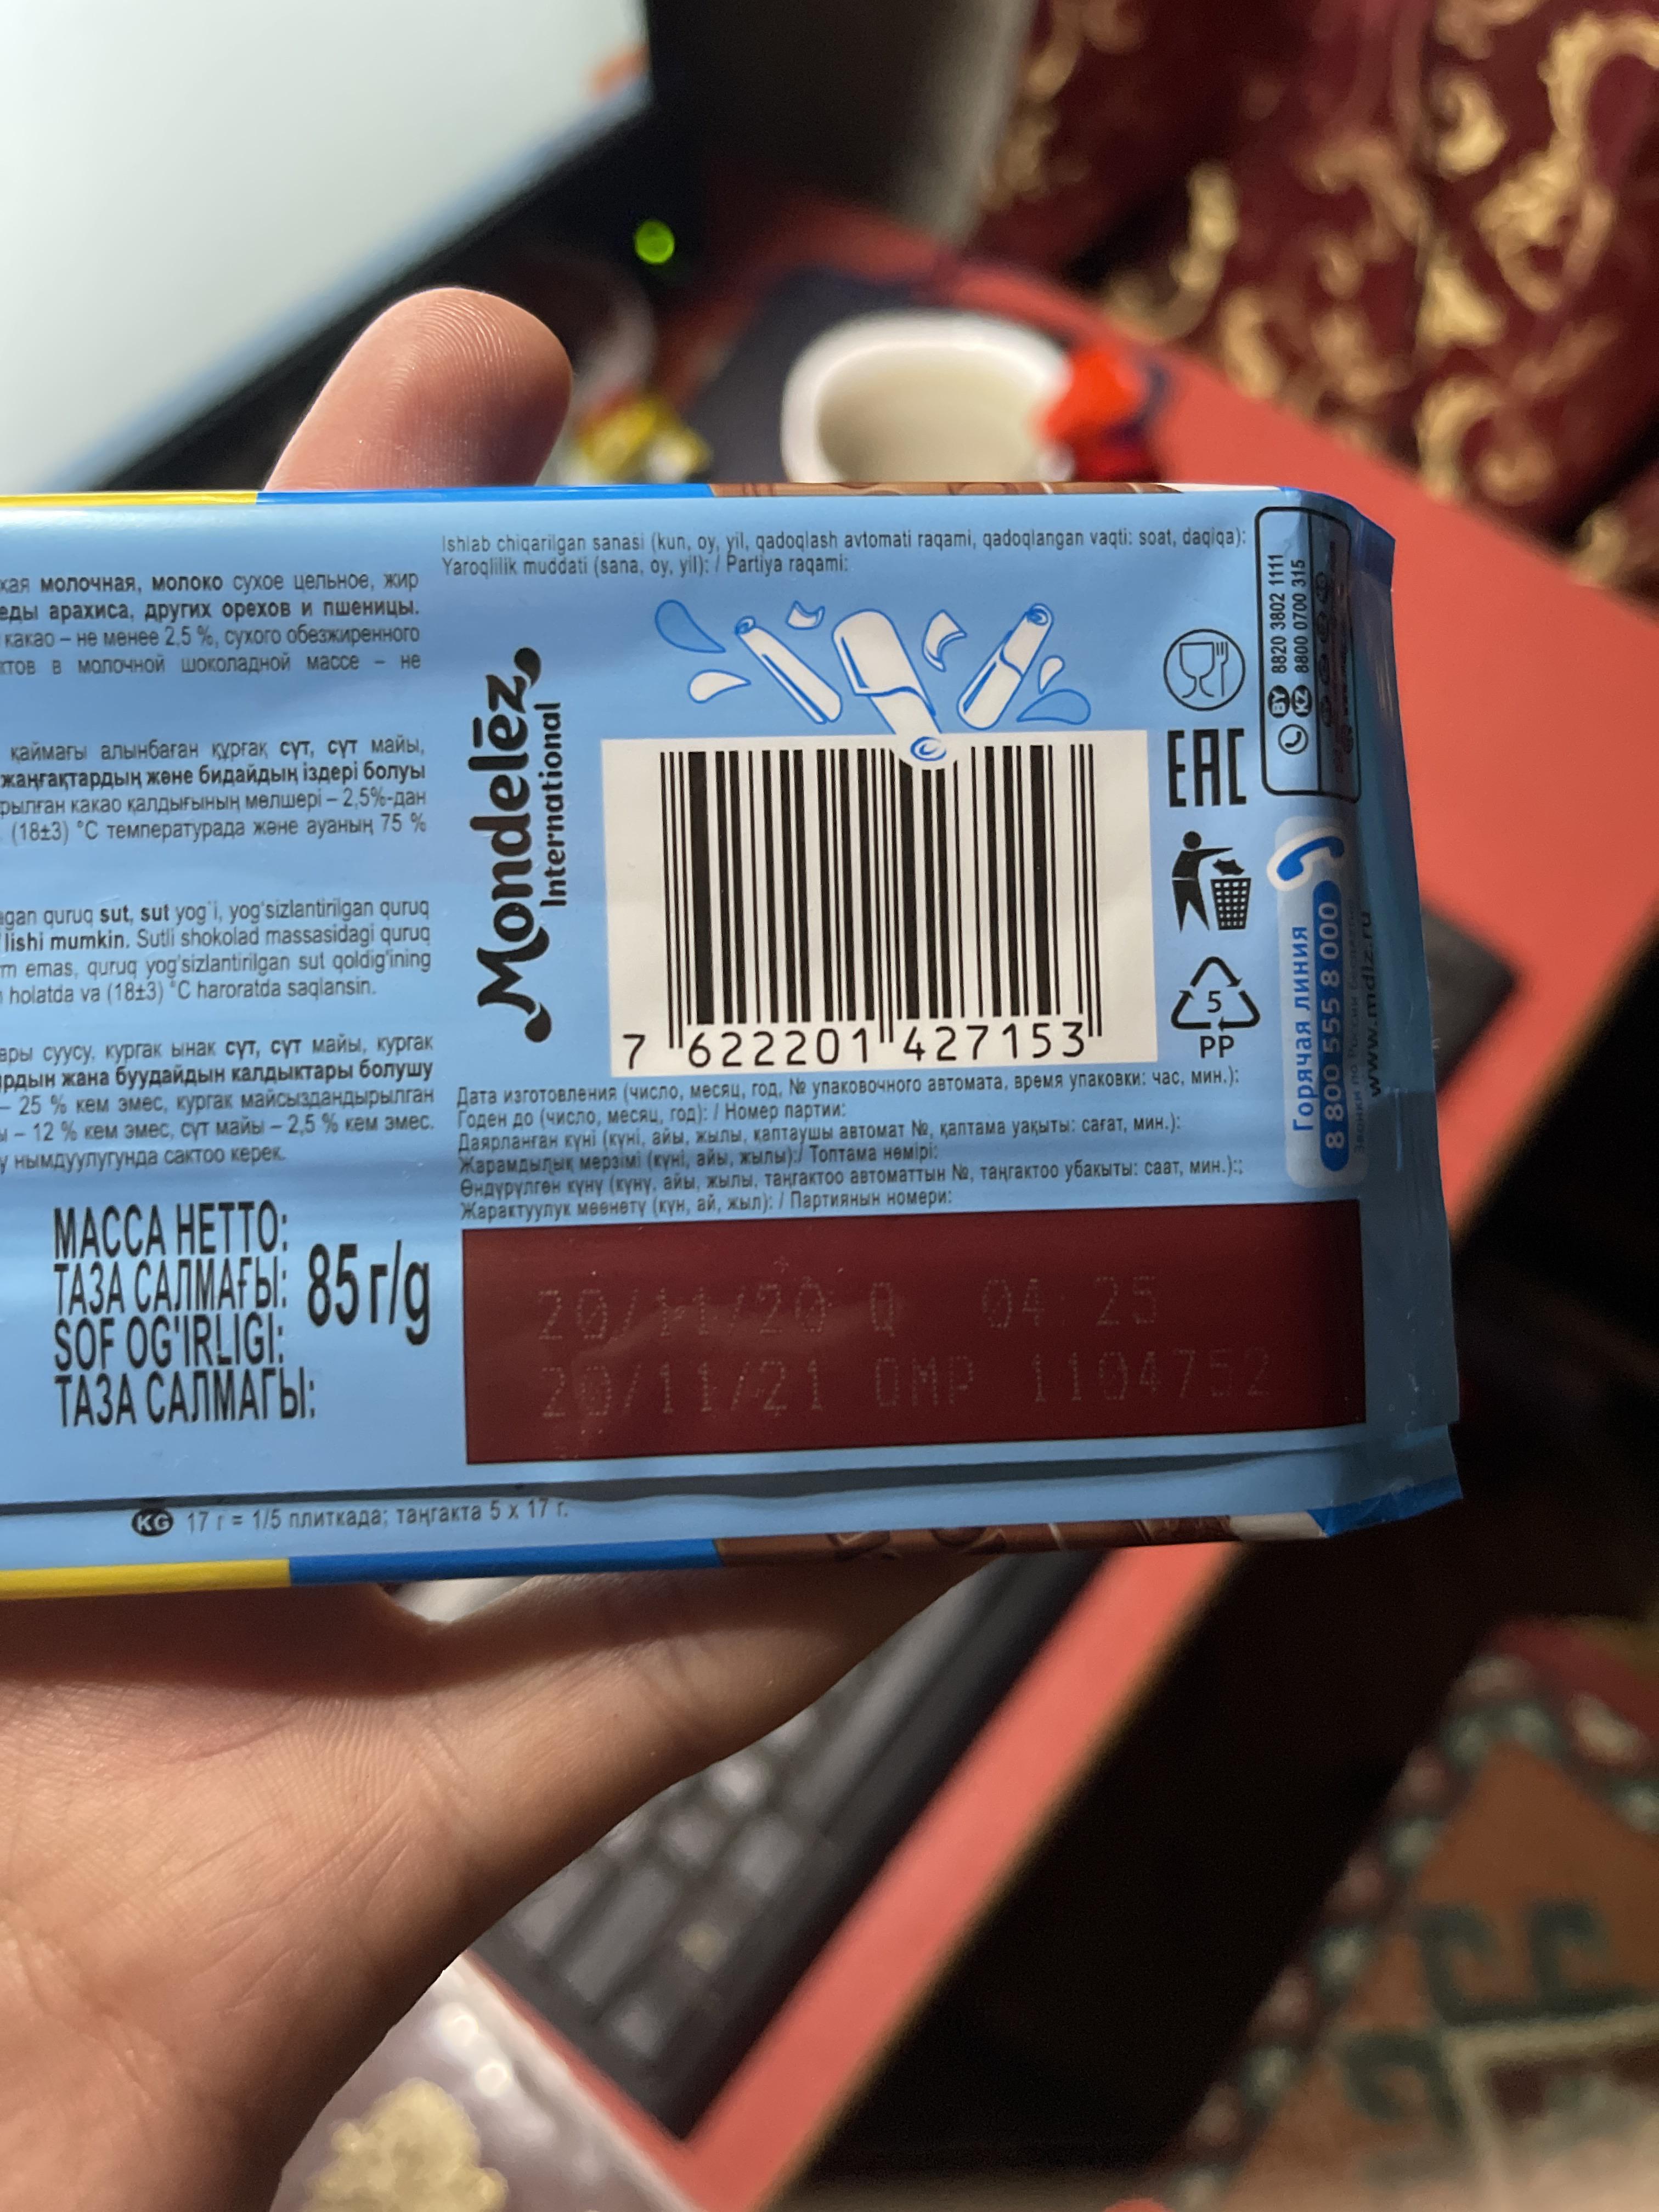 Ishlab chiqarilgan sanasi (kun, oy, yil, qadoqlash avtomati raqami, qadoqlangan vaqti: soat, daqiqa):
Yaroqlilik muddati (sana, oy, yil): / Partiya raqami:
молочная, молоко сухое цельное, жир
арахиса, других орехов и пшеницы.
какао – не менее 2,5 %, сухого обезжиренного
в молочной шоколадной массе – не
қаймағы алынбаған құрғақ сүт, сүт майы,
жаңғақтардың және бидайдың іздері болуы
какао қалдығының мөлшері – 2,5%-дан
(18±3) °C температурада және ауаның 75 %
quruq sut, sut yog'i, yog'sizlantirilgan quruq
mumkin. Sutli shokolad massasidagi quruq
emas, quruq yog'sizlantirilgan sut qoldig'ining
holatda va (18±3) °C haroratda saqlansin.
суусу, кургак ынак сүт, сүт майы, кургак
жана буудайдын калдыктары болушу
– 25 % кем эмес, кургак майсыздандырылган
– 12 % кем эмес, сүт майы – 2,5 % кем эмес.
нымдуулугунда сактоо керек.
МАССА НЕТТО:
ТАЗА САЛМАҒЫ:
SOF OG'IRLIGI:
ТАЗА САЛМАГЫ:
85 г/g
Mondelēz
International
7 622201 427153
EAC
5
PP
BY 8820 3802 1111
KZ 8800 0700 315
Горячая линия
8 800 555 8 000
www.mdlz.ru
Дата изготовления (число, месяц, год, № упаковочного автомата, время упаковки: час, мин.):
Годен до (число, месяц, год): / Номер партии:
Даярланған күні (күні, айы, жылы, қаптаушы автомат №, қаптама уақыты: сағат, мин.):
Жарамдылық мерзімі (күні, айы, жылы):/ Топтама нөмірі:
Өндүрүлгөн күнү (күнү, айы, жылы, таңгактоо автоматтын №, таңгактоо убакыты: саат, мин.):;
Жарактуулук мөөнөтү (күн, ай, жыл): / Партиянын номери:
20/11/20 Q 04:25
20/11/21 OMP 1104752
KG 17 г = 1/5 плиткада; таңгакта 5 х 17 г.